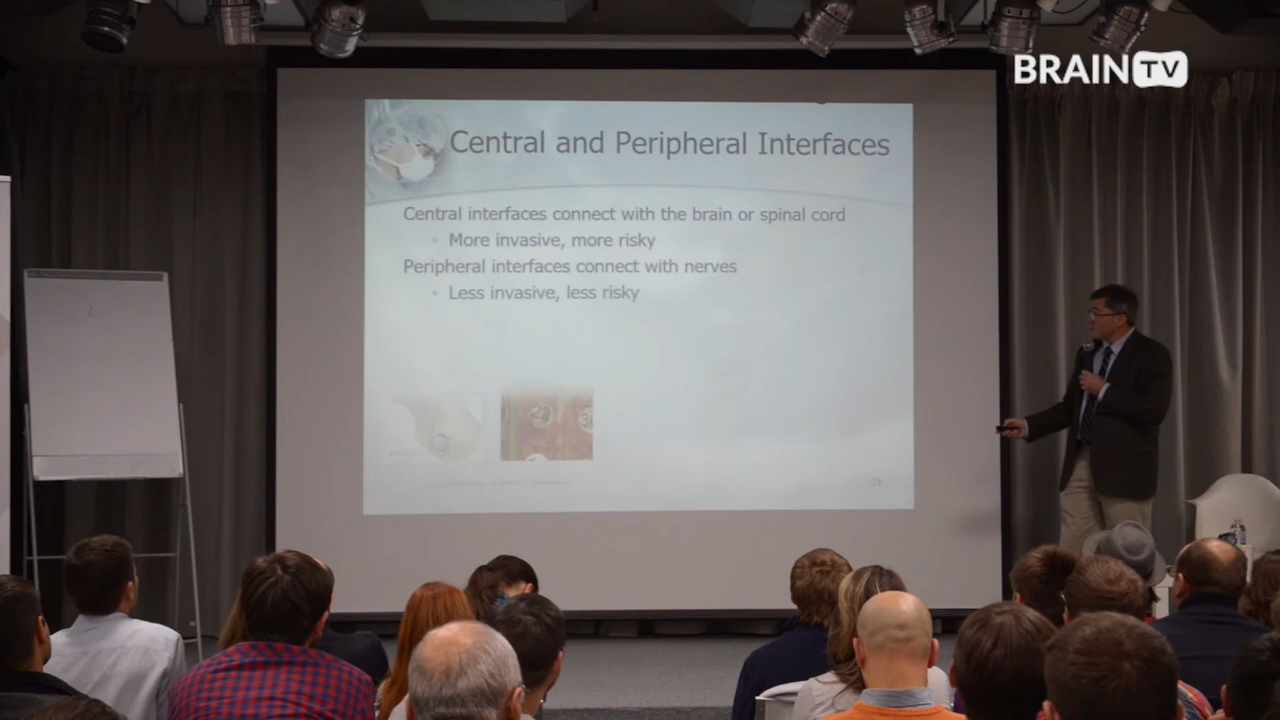 BRAIN TV
Central and Peripheral Interfaces
Central interfaces connect with the brain or spinal cord
More invasive, more risky
Peripheral interfaces connect with nerves
Less invasive, less risky